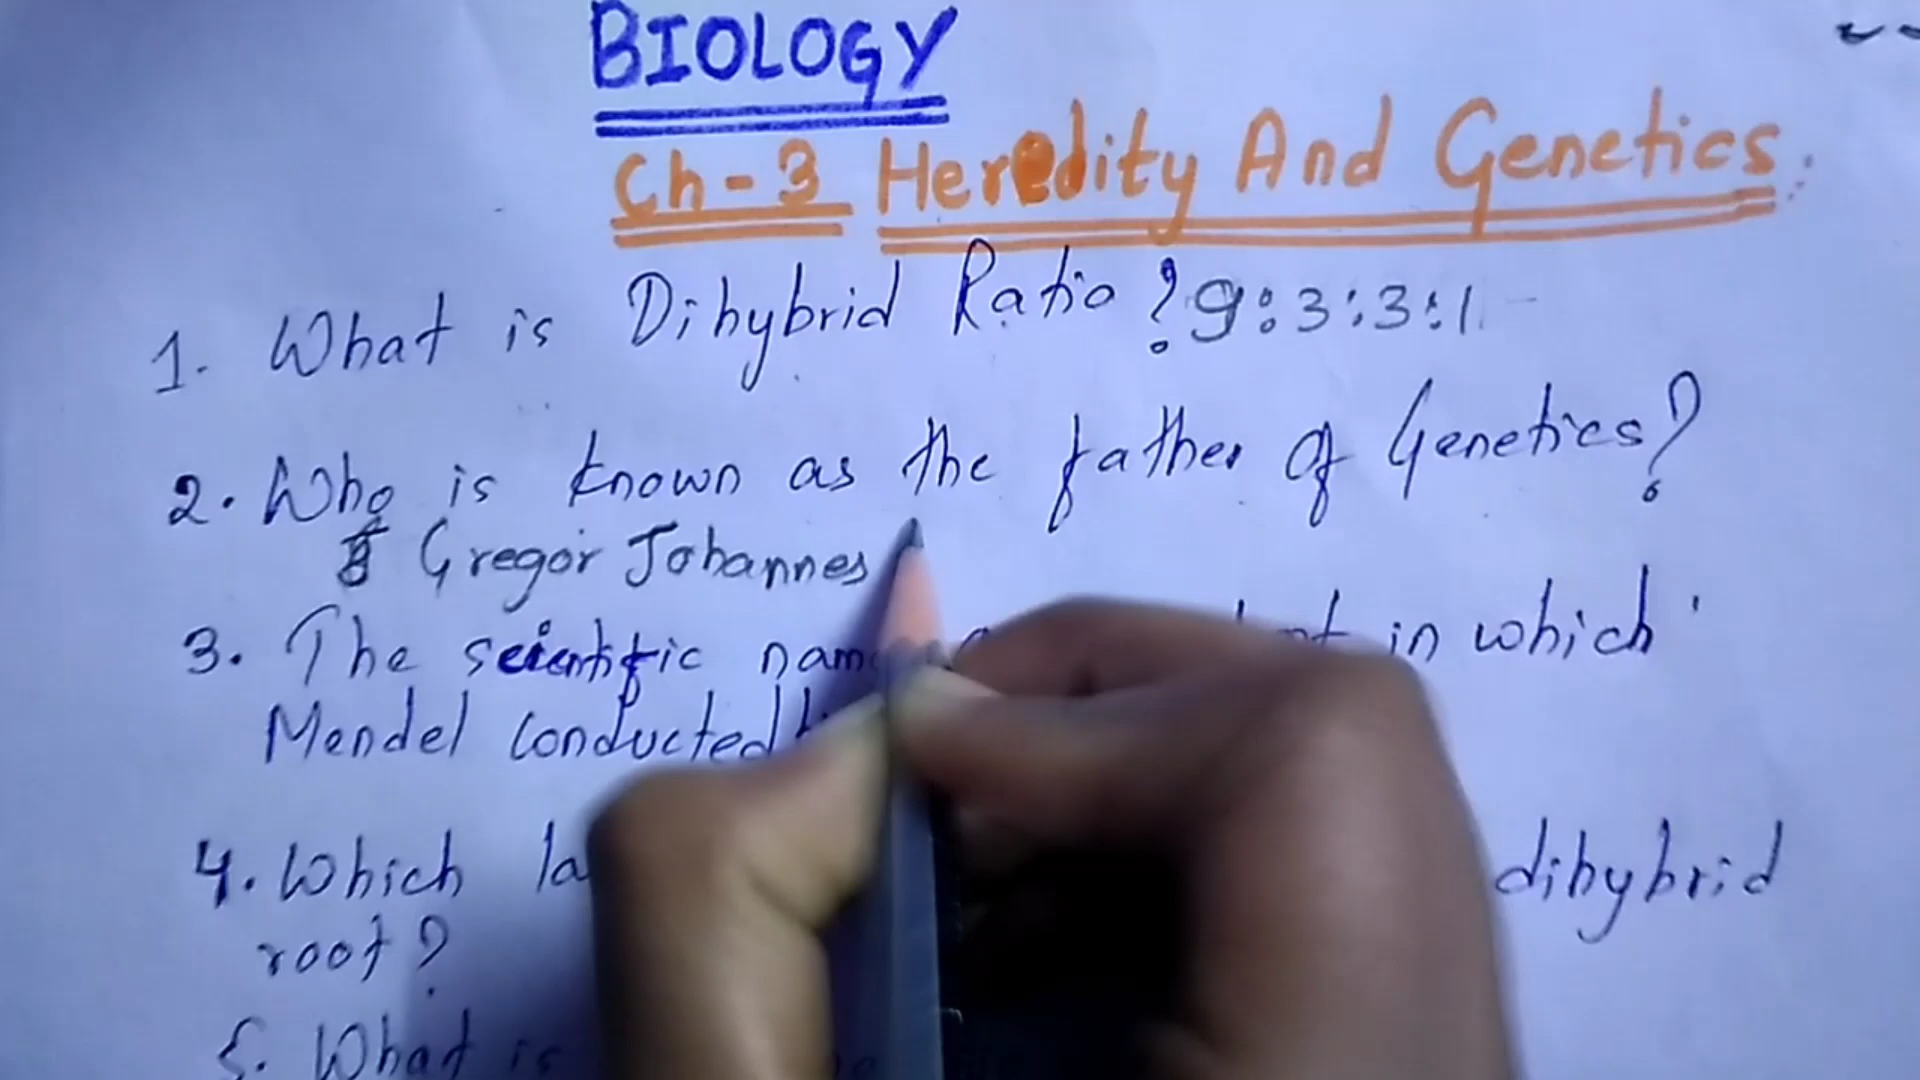 BIOLOGY
Ch-3 Heredity And Genetics
1. What is Dihybrid Ratio? 9:3:3:1
2. Who is known as the father of Genetics?
Gregor Johannes
3. The scientific in which
Mendel conducted
4. Which dihybrid
root?
5. What is